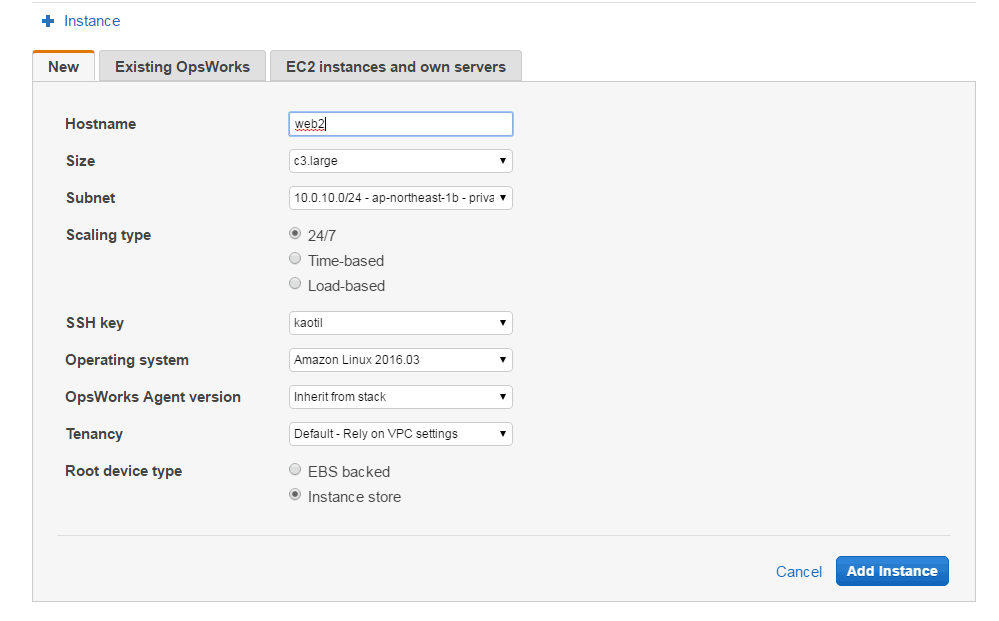 Instance
New Existing OpsWorks EC2 instances and own servers
Hostname web2
Size c3.large
Subnet 10.0.10.0/24 - ap-northeast-1b - priva
Scaling type 24/7
Time-based
Load-based
SSH key kaotil
Operating system Amazon Linux 2016.03
OpsWorks Agent version Inherit from stack
Tenancy Default - Rely on VPC settings
Root device type EBS backed
Instance store
Cancel Add Instance